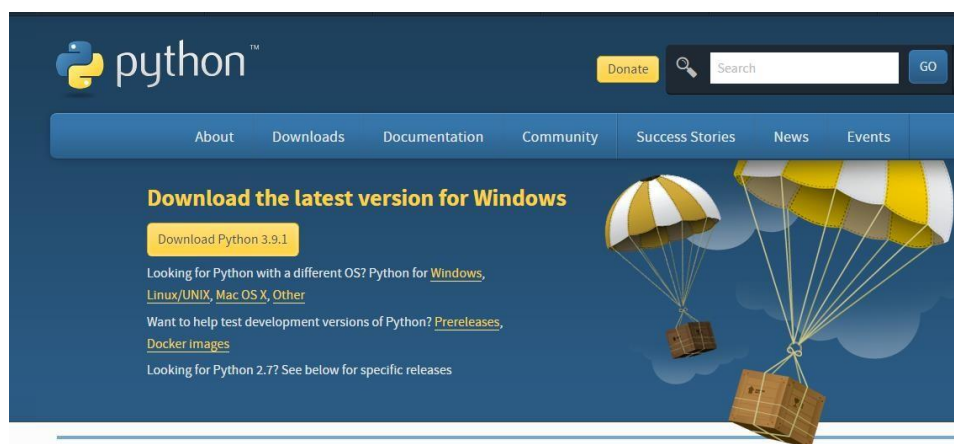 python™
Donate
Search
GO
About Downloads Documentation Community Success Stories News Events
Download the latest version for Windows
Download Python 3.9.1
Looking for Python with a different OS? Python for Windows,
Linux/UNIX, Mac OS X, Other
Want to help test development versions of Python? Prereleases,
Docker images
Looking for Python 2.7? See below for specific releases